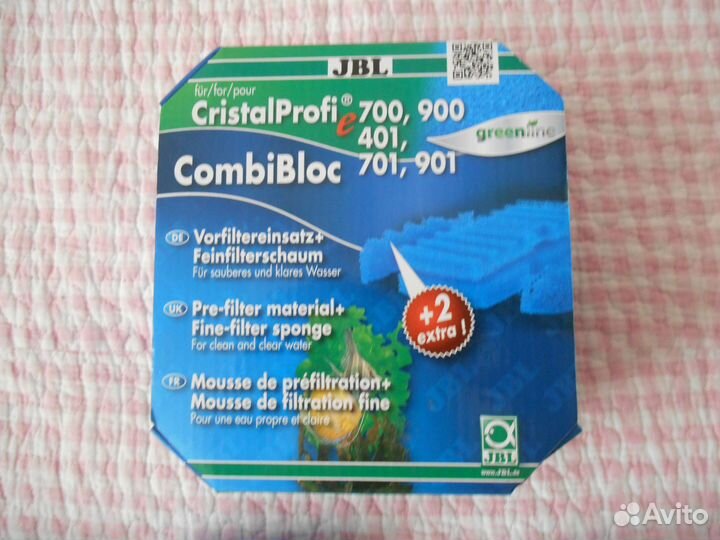 JBL
für/for/pour
CristalProfi® e 700, 900
401,
701, 901
greenline
CombiBloc
DE Vorfiltereinsatz+
Feinfilterschaum
Für sauberes und klares Wasser
+2
extra!
UK Pre-filter material+
Fine-filter sponge
For clean and clear water
FR Mousse de préfiltration+
Mousse de filtration fine
Pour une eau propre et claire
JBL
JBL
www.JBL.de
Avito